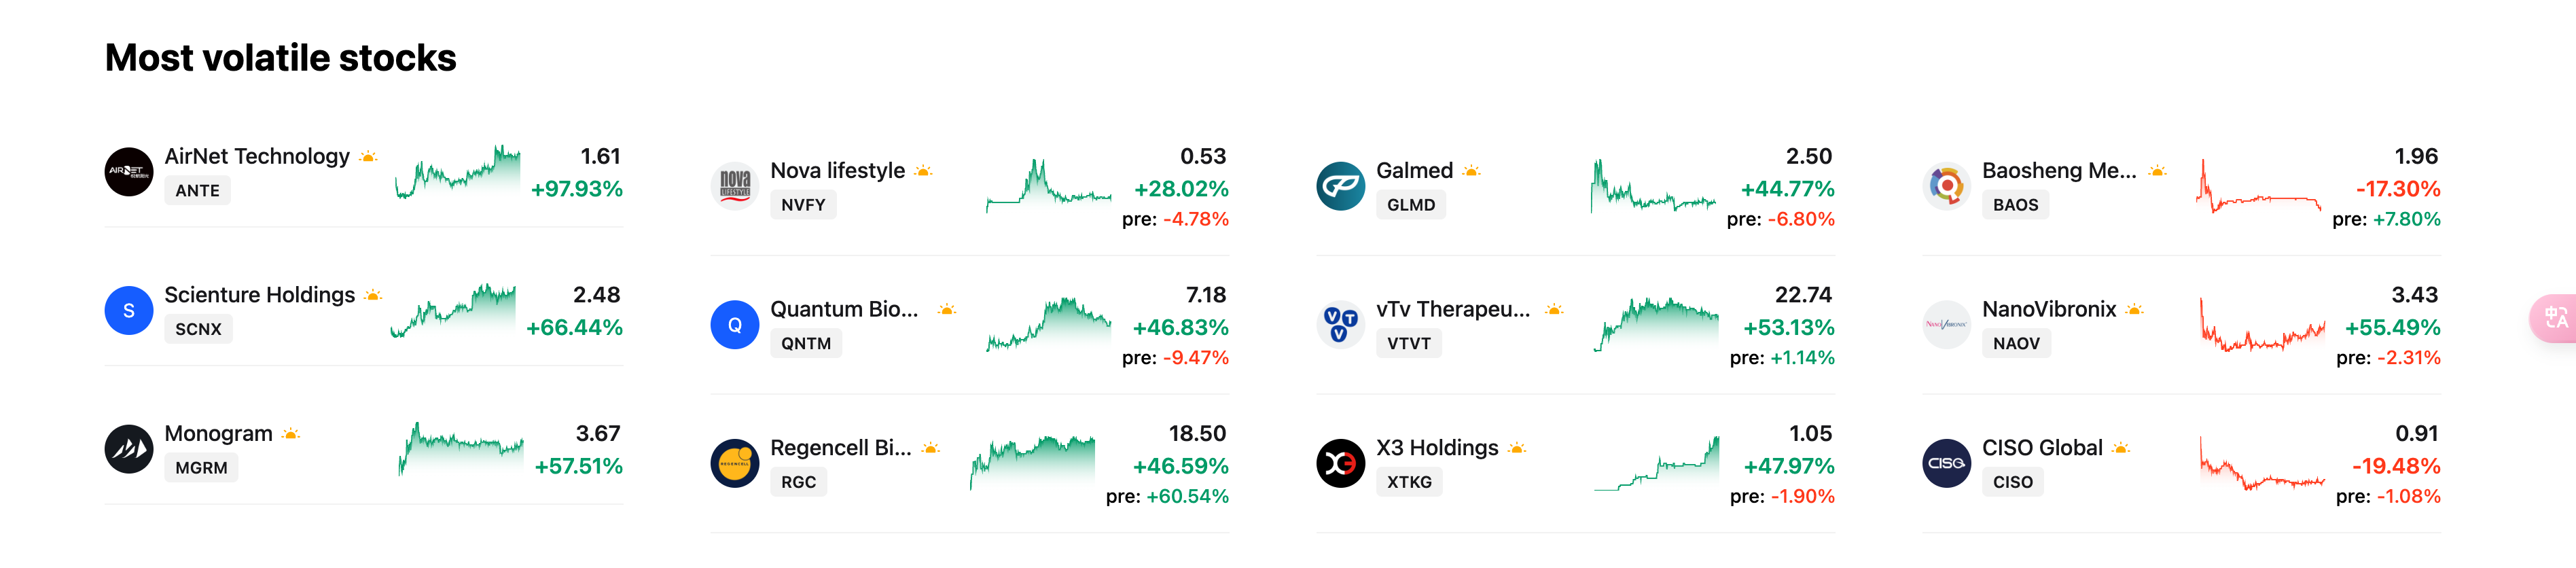 Most volatile stocks
AirNet Technology
ANTE
1.61
+97.93%
Nova lifestyle
NVFY
0.53
+28.02%
pre: -4.78%
Galmed
GLMD
2.50
+44.77%
pre: -6.80%
Baosheng Me...
BAOS
1.96
-17.30%
pre: +7.80%
S
Scienture Holdings
SCNX
2.48
+66.44%
Q
Quantum Bio...
QNTM
7.18
+46.83%
pre: -9.47%
VTV
vTv Therapeu...
VTVT
22.74
+53.13%
pre: +1.14%
NanoVibronix
NAOV
3.43
+55.49%
pre: -2.31%
Monogram
MGRM
3.67
+57.51%
REGENCELL
Regencell Bi...
RGC
18.50
+46.59%
pre: +60.54%
X3 Holdings
XTKG
1.05
+47.97%
pre: -1.90%
CISO
CISO Global
CISO
0.91
-19.48%
pre: -1.08%